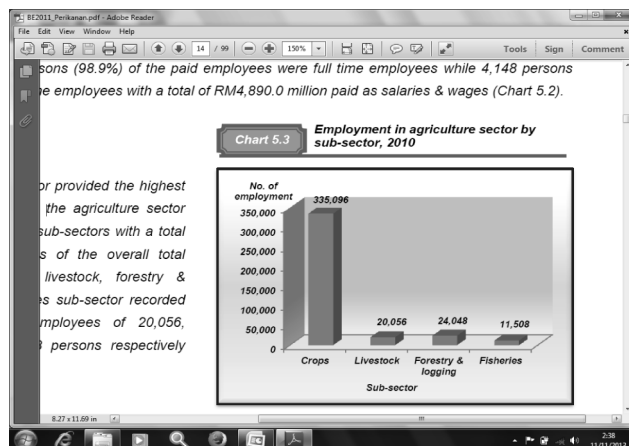 BE2011_Perikanan.pdf - Adobe Reader
File Edit View Window Help
14 / 99 150% Tools Sign Comment
sons (98.9%) of the paid employees were full time employees while 4,148 persons
employees with a total of RM4,890.0 million paid as salaries & wages (Chart 5.2).
Chart 5.3
Employment in agriculture sector by
sub-sector, 2010
or provided the highest
the agriculture sector
sub-sectors with a total
s of the overall total
livestock, forestry &
sub-sector recorded
employees of 20,056,
persons respectively
No. of
employment
335,096
350,000
300,000
250,000
200,000
150,000
100,000
50,000
0
20,056
24,048
11,508
Crops
Livestock
Forestry &
logging
Fisheries
Sub-sector
8.27 x 11.69 in
2:38
11/11/2013